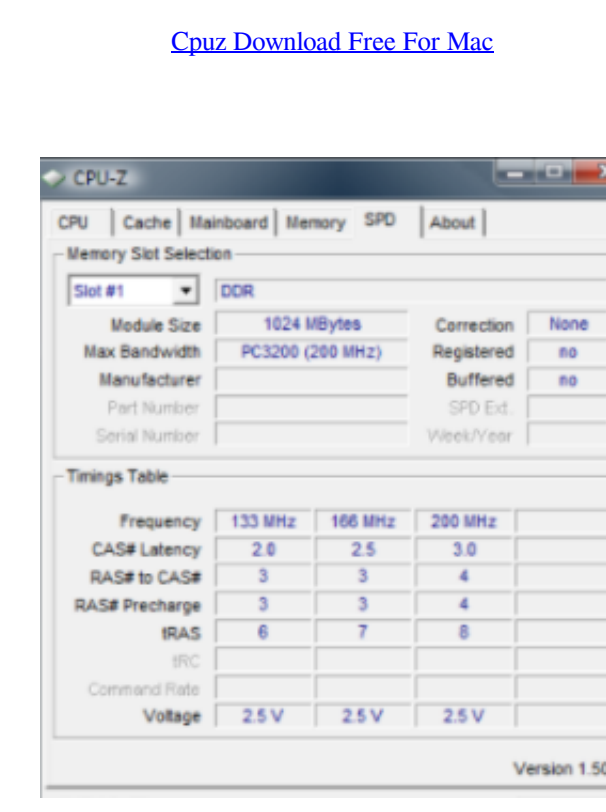 Cpuz Download Free For Mac
CPU-Z
CPU Cache Mainboard Memory SPD About
Memory Slot Selection
Slot #1 DDR
Module Size 1024 MBytes Correction None
Max Bandwidth PC3200 (200 MHz) Registered no
Manufacturer Buffered no
Part Number SPD Ext.
Serial Number Week/Year
Timings Table
Frequency 133 MHz 166 MHz 200 MHz
CAS# Latency 2.0 2.5 3.0
RAS# to CAS# 3 3 4
RAS# Precharge 3 3 4
tRAS 6 7 8
tRC
Command Rate
Voltage 2.5 V 2.5 V 2.5 V
Version 1.50